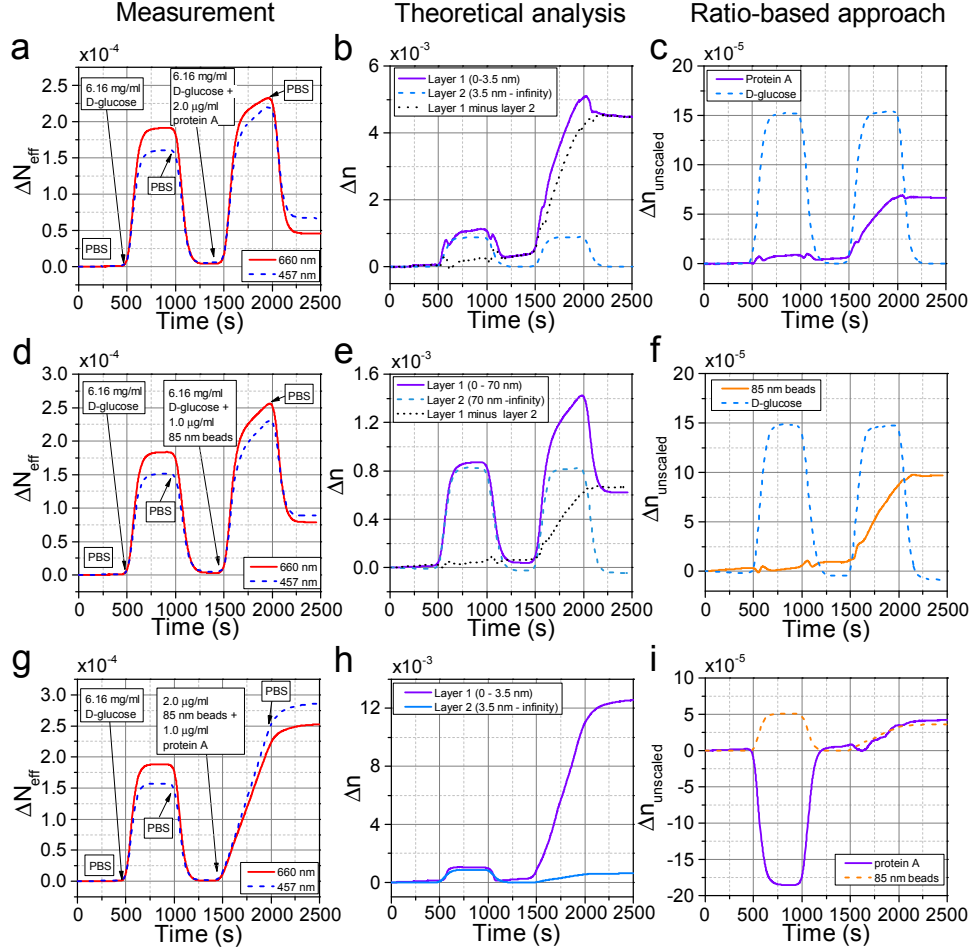 Measurement
Theoretical analysis
Ratio-based approach
a
x10⁻⁴
2.5
2.0
1.5
1.0
0.5
0.0
ΔN_eff
6.16 mg/ml
D-glucose
6.16 mg/ml
D-glucose +
2.0 μg/ml
protein A
PBS
PBS
PBS
660 nm
457 nm
0 500 1000 1500 2000 2500
Time (s)
b
x10⁻³
6
4
2
0
Δn
Layer 1 (0-3.5 nm)
Layer 2 (3.5 nm - infinity)
Layer 1 minus layer 2
0 500 1000 1500 2000 2500
Time (s)
c
x10⁻⁵
20
15
10
5
0
Δn_unscaled
Protein A
D-glucose
0 500 1000 1500 2000 2500
Time (s)
d
x10⁻⁴
3.0
2.5
2.0
1.5
1.0
0.5
0.0
ΔN_eff
6.16 mg/ml
D-glucose
6.16 mg/ml
D-glucose +
1.0 μg/ml
85 nm beads
PBS
PBS
PBS
660 nm
457 nm
0 500 1000 1500 2000 2500
Time (s)
e
x10⁻³
1.6
1.2
0.8
0.4
0.0
Δn
Layer 1 (0 - 70 nm)
Layer 2 (70 nm -infinity)
Layer 1 minus layer 2
0 500 1000 1500 2000 2500
Time (s)
f
x10⁻⁵
20
15
10
5
0
Δn_unscaled
85 nm beads
D-glucose
0 500 1000 1500 2000 2500
Time (s)
g
x10⁻⁴
3.0
2.5
2.0
1.5
1.0
0.5
0.0
ΔN_eff
6.16 mg/ml
D-glucose
2.0 μg/ml
85 nm beads +
1.0 μg/ml
protein A
PBS
PBS
PBS
660 nm
457 nm
0 500 1000 1500 2000 2500
Time (s)
h
x10⁻³
12
9
6
3
0
Δn
Layer 1 (0 - 3.5 nm)
Layer 2 (3.5 nm - infinity)
0 500 1000 1500 2000 2500
Time (s)
i
x10⁻⁵
10
5
0
-5
-10
-15
-20
Δn_unscaled
protein A
85 nm beads
0 500 1000 1500 2000 2500
Time (s)